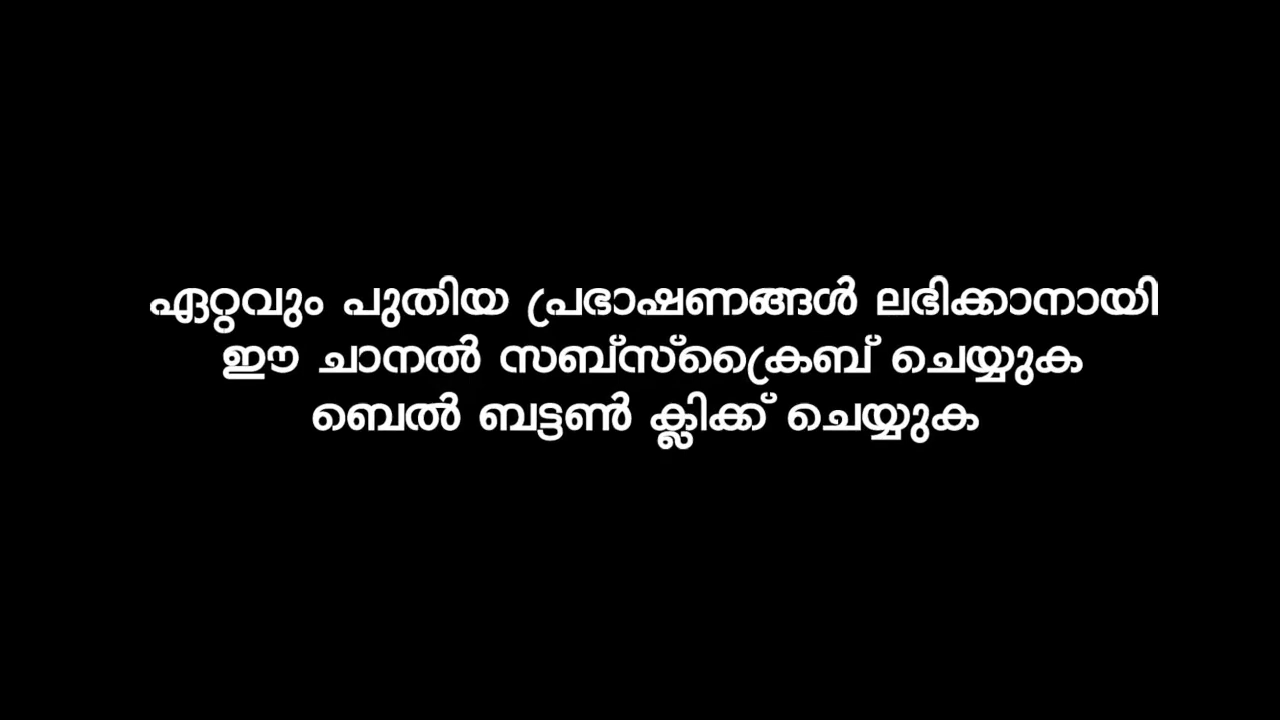 ഏറ്റവും പുതിയ പ്രഭാഷണങ്ങൾ ലഭിക്കാനായി
ഈ ചാനൽ സബ്സ്ക്രൈബ് ചെയ്യുക
ബെൽ ബട്ടൺ ക്ലിക്ക് ചെയ്യുക